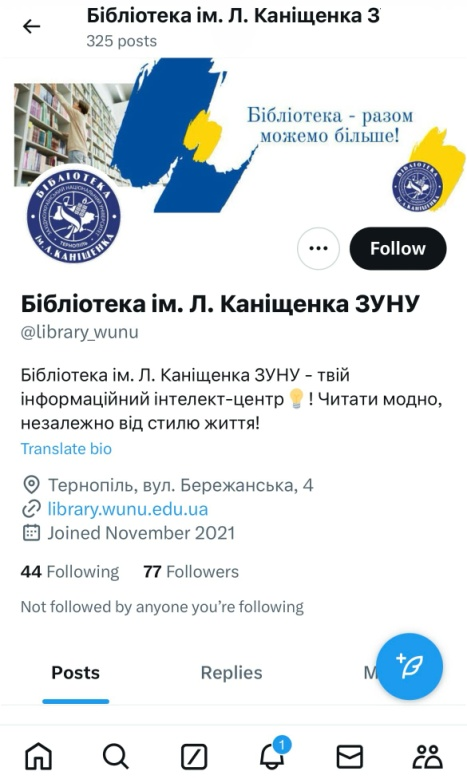 Бібліотека ім. Л. Каніщенка З
325 posts
Бібліотека - разом
можемо більше!
БІБЛІОТЕКА
ТЕРНОПІЛЬ
ІМ.Л.КАНІЩЕНКА
Follow
Бібліотека ім. Л. Каніщенка ЗУНУ
@library_wunu
Бібліотека ім. Л. Каніщенка ЗУНУ - твій
інформаційний інтелект-центр💡! Читати модно,
незалежно від стилю життя!
Translate bio
Тернопіль, вул. Бережанська, 4
library.wunu.edu.ua
Joined November 2021
44 Following 77 Followers
Not followed by anyone you're following
Posts Replies M
1